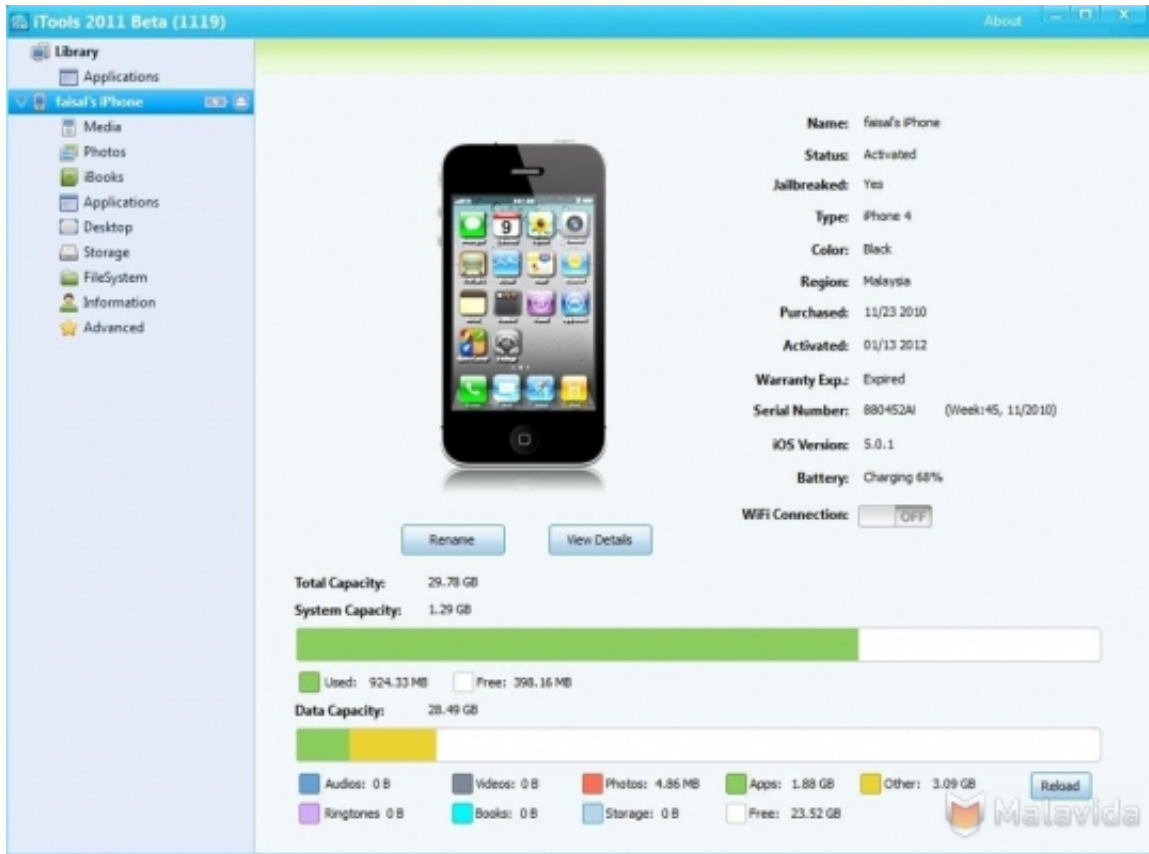 iTools 2011 Beta (1119)
About
Library
Applications
faisal's iPhone
Media
Photos
iBooks
Applications
Desktop
Storage
FileSystem
Information
Advanced
9
Name: faisal's iPhone
Status: Activated
Jailbreaked: Yes
Type: iPhone 4
Color: Black
Region: Malaysia
Purchased: 11/23 2010
Activated: 01/13 2012
Warranty Exp.: Expired
Serial Number: 880452AI (Week:45, 11/2010)
iOS Version: 5.0.1
Battery: Charging 68%
WiFi Connection: OFF
Rename View Details
Total Capacity: 29.78 GB
System Capacity: 1.29 GB
Used: 924.33 MB Free: 398.16 MB
Data Capacity: 28.49 GB
Audios: 0 B Videos: 0 B Photos: 4.86 MB Apps: 1.88 GB Other: 3.09 GB Reload
Ringtones 0 B Books: 0 B Storage: 0 B Free: 23.52 GB
Malavida